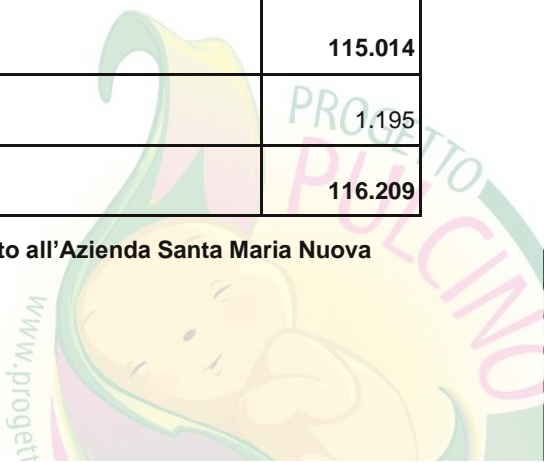 115.014
1.195
116.209
to all’Azienda Santa Maria Nuova
PROGETTO
PULCINO
www.progett